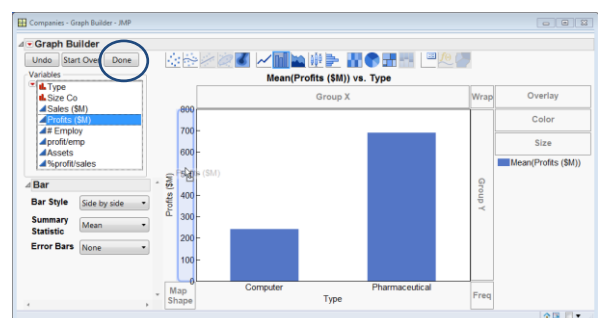 Companies - Graph Builder - JMP
Graph Builder
Undo Start Over Done
Variables
Type
Size Co
Sales ($M)
Profits ($M)
# Employ
profit/emp
Assets
%profit/sales
Bar
Bar Style Side by side
Summary Statistic Mean
Error Bars None
Mean(Profits ($M)) vs. Type
Group X
Wrap
Overlay
Color
Size
Mean(Profits ($M))
800
700
600
Profits ($M)
500
400
300
200
100
0
Profits ($M)
Group Y
Map Shape
Computer
Pharmaceutical
Type
Freq